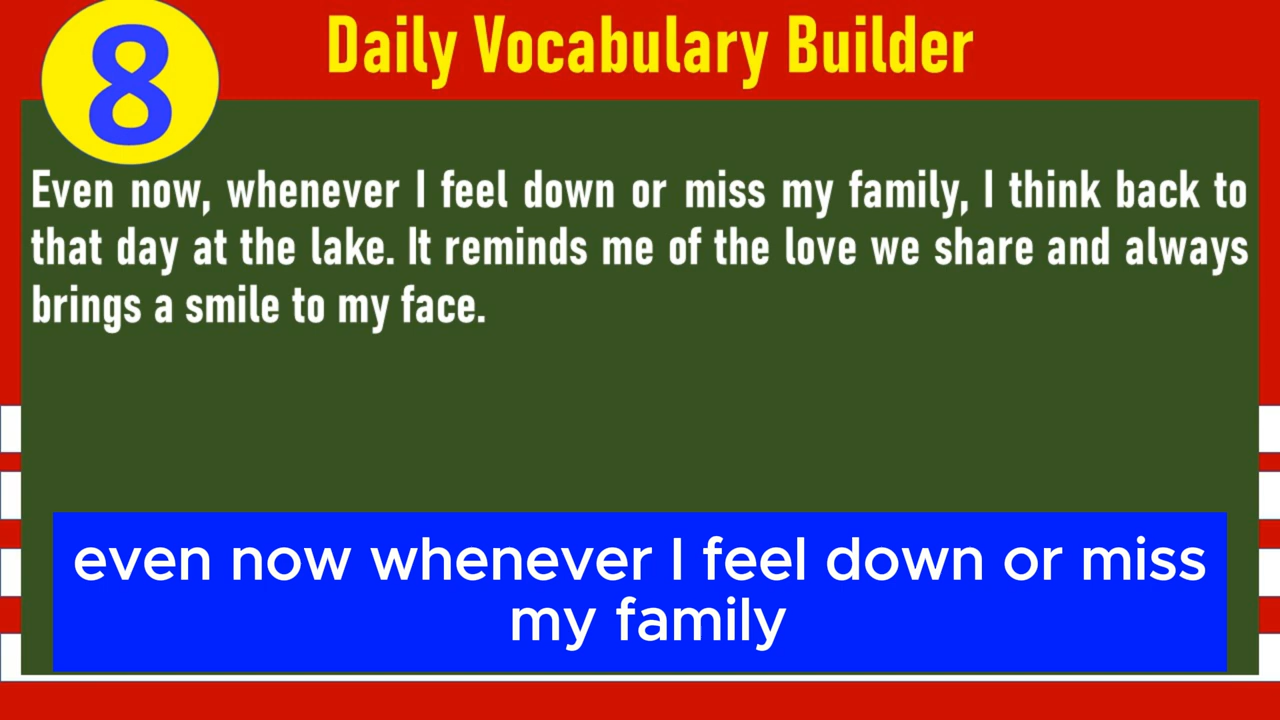 8
Daily Vocabulary Builder
Even now, whenever I feel down or miss my family, I think back to
that day at the lake. It reminds me of the love we share and always
brings a smile to my face.
even now whenever I feel down or miss
my family